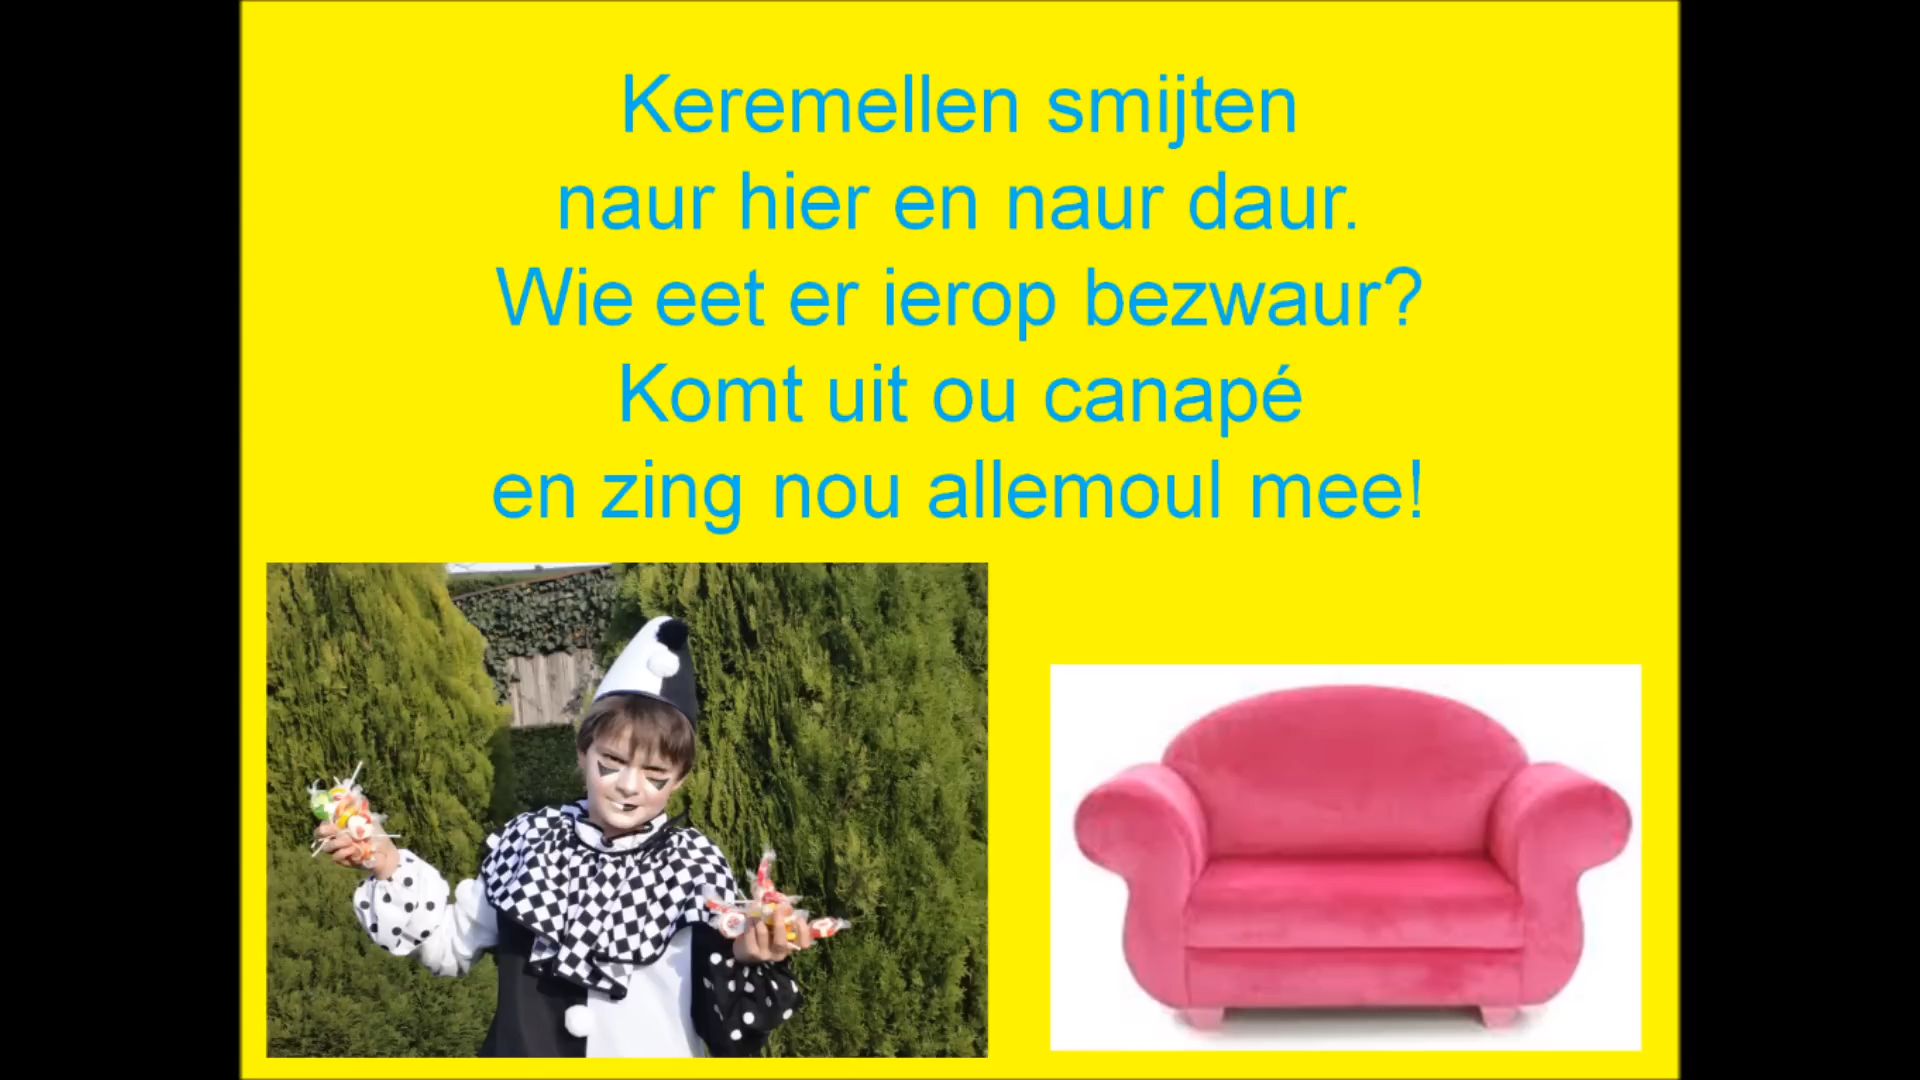 Keremellen smijten
naur hier en naur daur.
Wie eet er ierop bezwaur?
Komt uit ou canapé
en zing nou allemoul mee!